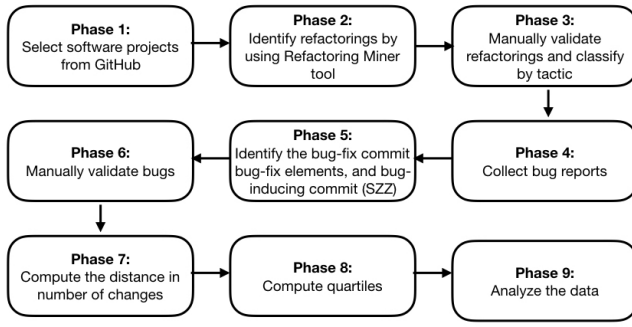 Phase 1:
Select software projects
from GitHub
Phase 2:
Identify refactorings by
using Refactoring Miner
tool
Phase 3:
Manually validate
refactorings and classify
by tactic
Phase 4:
Collect bug reports
Phase 5:
Identify the bug-fix commit
bug-fix elements, and bug-
inducing commit (SZZ)
Phase 6:
Manually validate bugs
Phase 7:
Compute the distance in
number of changes
Phase 8:
Compute quartiles
Phase 9:
Analyze the data